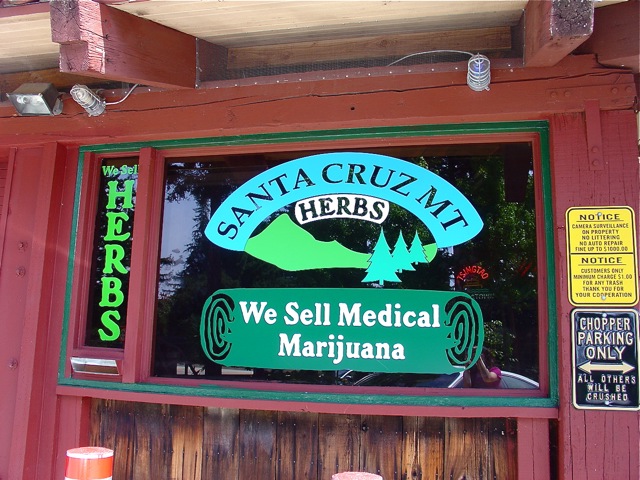 We Sell
HERBS
SANTA CRUZ MT
HERBS
We Sell Medical
Marijuana
TSINGTAO
NOTICE
CAMERA SURVEILLANCE
ON PROPERTY
NO LITTERING
NO AUTO REPAIR
FINE UP TO $1000.00
NOTICE
CUSTOMERS ONLY
MINIMUM CHARGE $1.00
FOR ANY TRASH
THANK YOU FOR
YOUR COOPERATION
CHOPPER
PARKING
ONLY
ALL OTHERS
WILL BE
CRUSHED